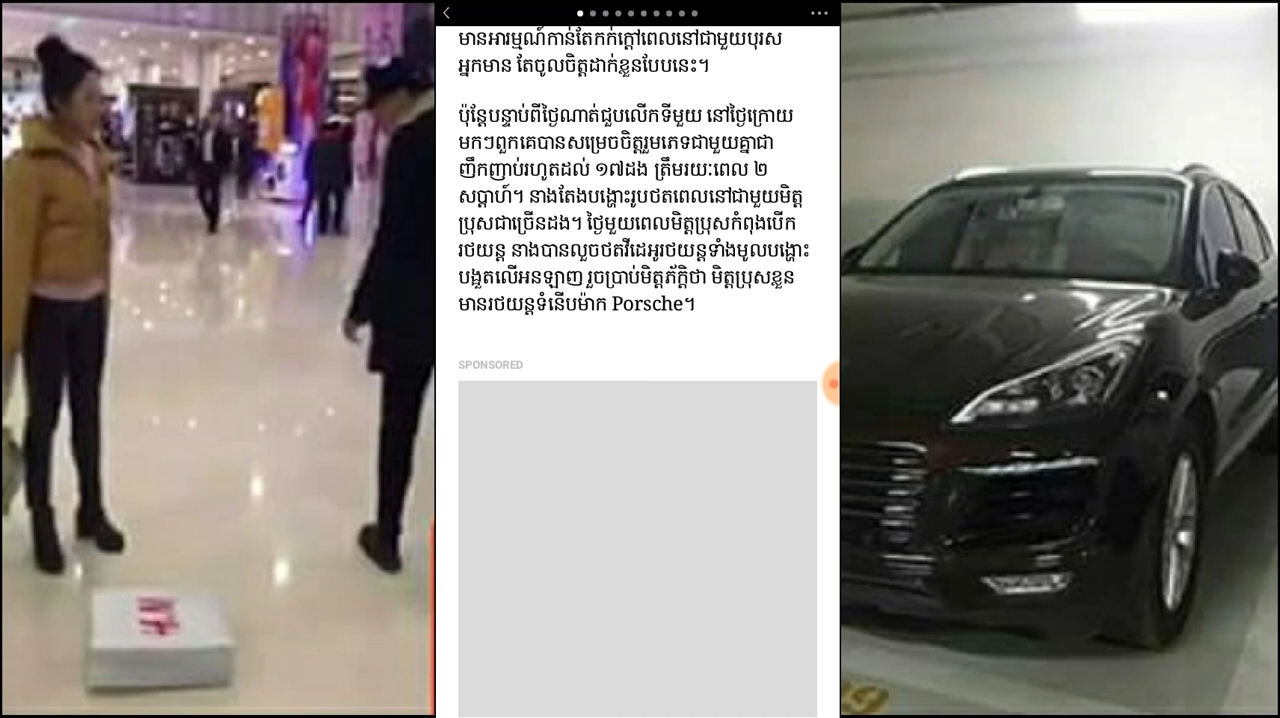 មានអារម្មណ៍កាន់តែកក់ក្ដៅពេលនៅជាមួយបុរស
អ្នកមាន តែចូលចិត្តដាក់ខ្លួនបែបនេះ។
ប៉ុន្តែបន្ទាប់ពីថ្ងៃណាត់ជួបលើកទីមួយ នៅថ្ងៃក្រោយ
មកៗពួកគេបានសម្រេចចិត្តរួមភេទជាមួយគ្នាជា
ញឹកញាប់រហូតដល់ ១៧ដង ត្រឹមរយ:ពេល ២
សប្ដាហ៍។ នាងតែងបង្ហោះរូបថតពេលនៅជាមួយមិត្ត
ប្រុសជាច្រើនដង។ ថ្ងៃមួយពេលមិត្តប្រុសកំពុងបើក
រថយន្ត នាងបានលួចថតវីដេអូរថយន្តទាំងមូលបង្ហោះ
បង្អួតលើអនឡាញ រួចប្រាប់មិត្តភ័ក្ដិថា មិត្តប្រុសខ្លួន
មានរថយន្តទំនើបម៉ាក Porsche។
SPONSORED